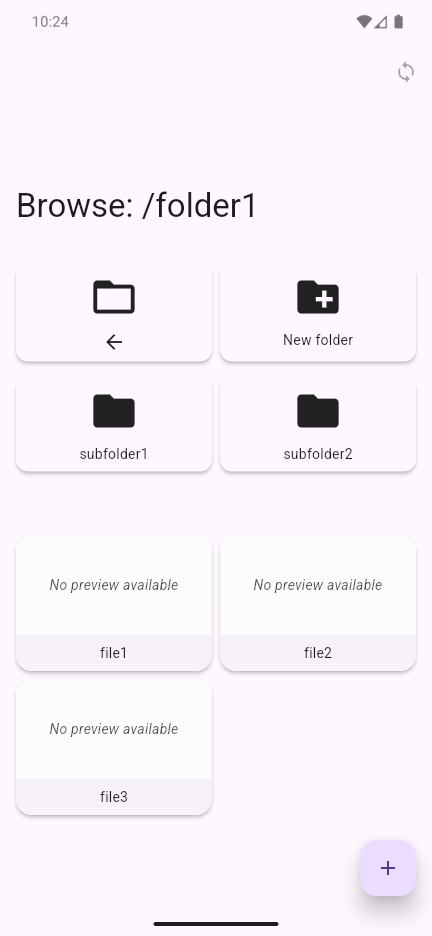 10:24
Browse: /folder1
New folder
subfolder1 subfolder2
No preview available No preview available
file1 file2
No preview available
file3